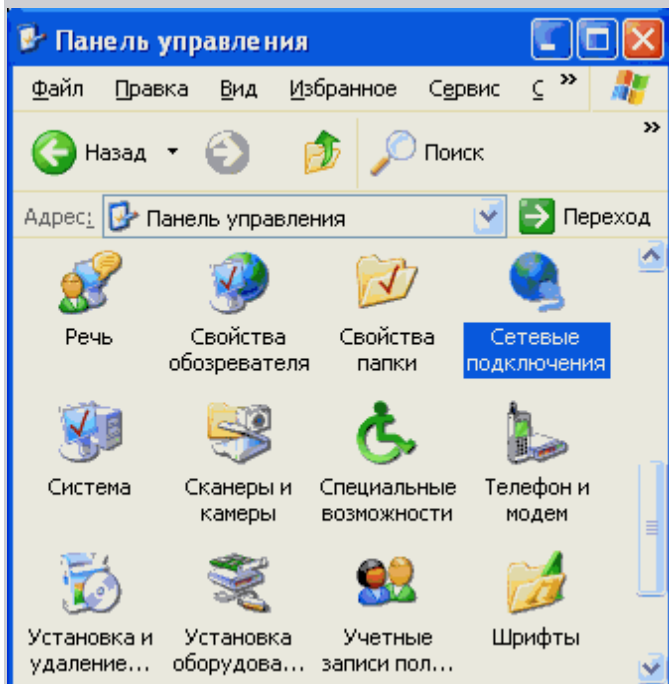 Панель управления
Файл Правка Вид Избранное Сервис С »
Назад Поиск »
Адрес: Панель управления Переход
Речь Свойства Свойства Сетевые
обозревателя папки подключения
Система Сканеры и Специальные Телефон и
камеры возможности модем
Установка и Установка Учетные Шрифты
удаление... оборудова... записи пол...